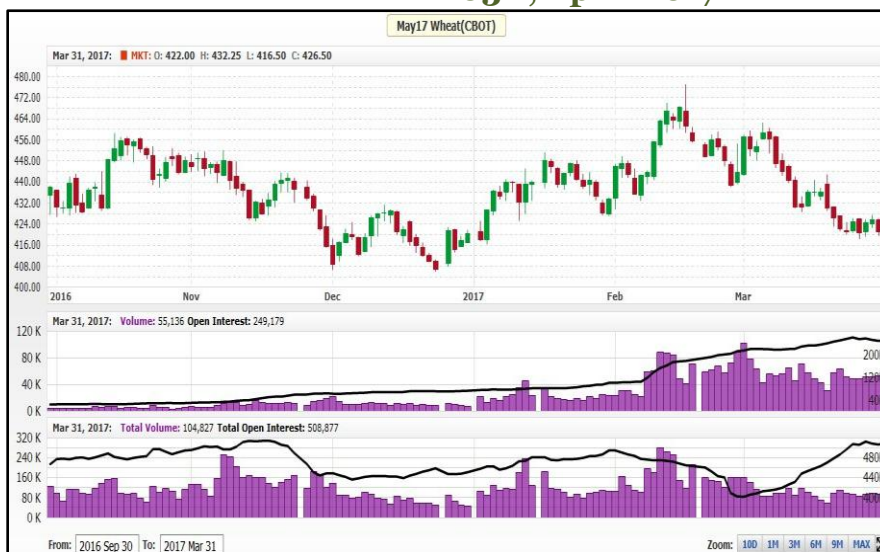 May17 Wheat(CBOT)
Mar 31, 2017: MKT: O: 422.00 H: 432.25 L: 416.50 C: 426.50
480.00
472.00
464.00
456.00
448.00
440.00
432.00
424.00
416.00
408.00
400.00
2016 Nov Dec 2017 Feb Mar
Mar 31, 2017: Volume: 55,136 Open Interest: 249,179
120 K
80 K
40 K
0 K
Mar 31, 2017: Total Volume: 104,827 Total Open Interest: 508,877
320 K
240 K
160 K
80 K
0 K
From: 2016 Sep 30 To: 2017 Mar 31 Zoom: 10D 1M 3M 6M 9M MAX